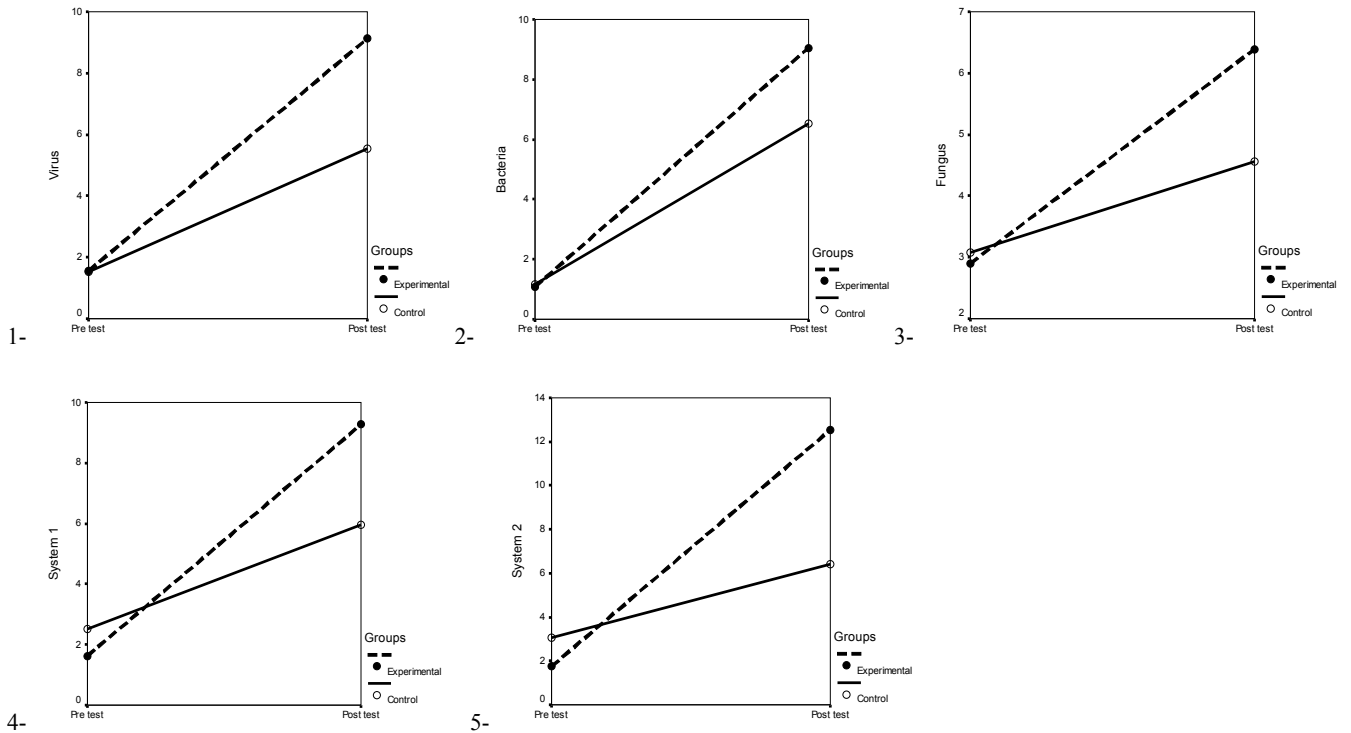 1-
Virus
10
8
6
4
2
0
Pre test
Post test
Groups
Experimental
Control
2-
Bacteria
10
8
6
4
2
0
Pre test
Post test
Groups
Experimental
Control
3-
Fungus
7
6
5
4
3
2
Pre test
Post test
Groups
Experimental
Control
4-
System 1
10
8
6
4
2
0
Pre test
Post test
Groups
Experimental
Control
5-
System 2
14
12
10
8
6
4
2
0
Pre test
Post test
Groups
Experimental
Control